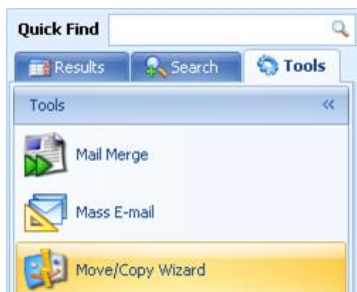 Quick Find
Results Search Tools
Tools
Mail Merge
Mass E-mail
Move/Copy Wizard